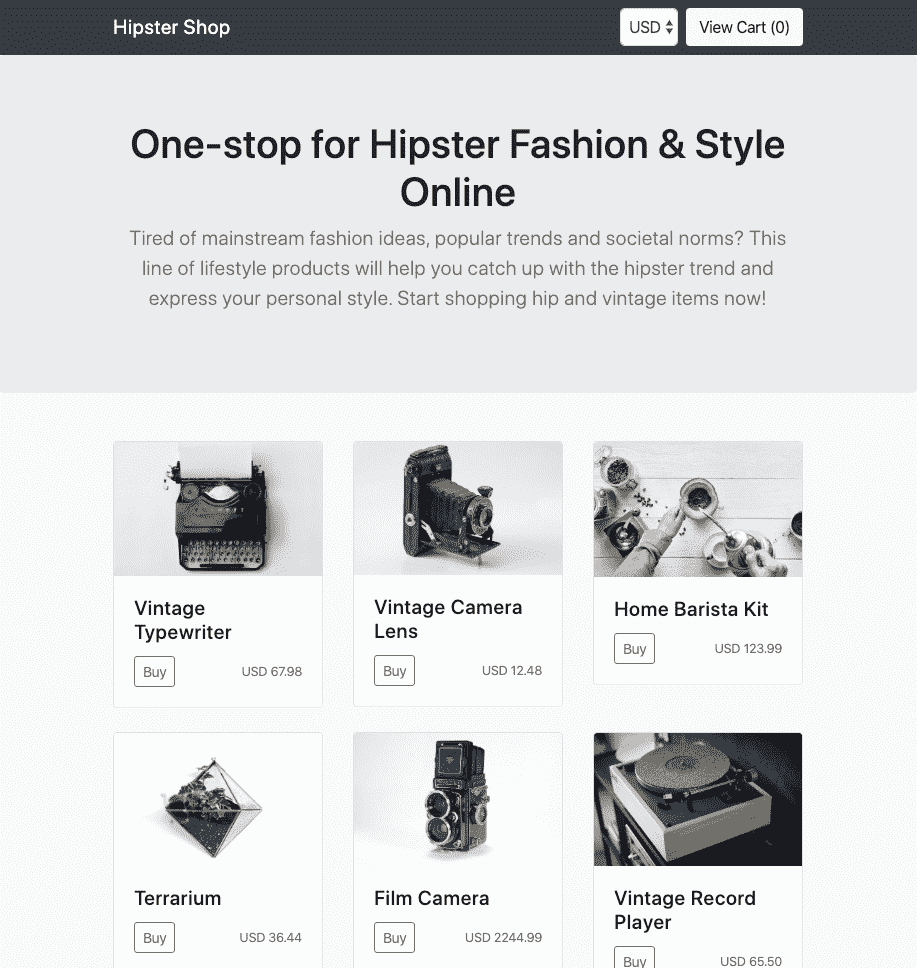 Hipster Shop
USD
View Cart (0)
One-stop for Hipster Fashion & Style
Online
Tired of mainstream fashion ideas, popular trends and societal norms? This
line of lifestyle products will help you catch up with the hipster trend and
express your personal style. Start shopping hip and vintage items now!
Vintage
Typewriter
Buy
USD 67.98
Vintage Camera
Lens
Buy
USD 12.48
Home Barista Kit
Buy
USD 123.99
Terrarium
Buy
USD 36.44
Film Camera
Buy
USD 2244.99
Vintage Record
Player
Buy
USD 65.50